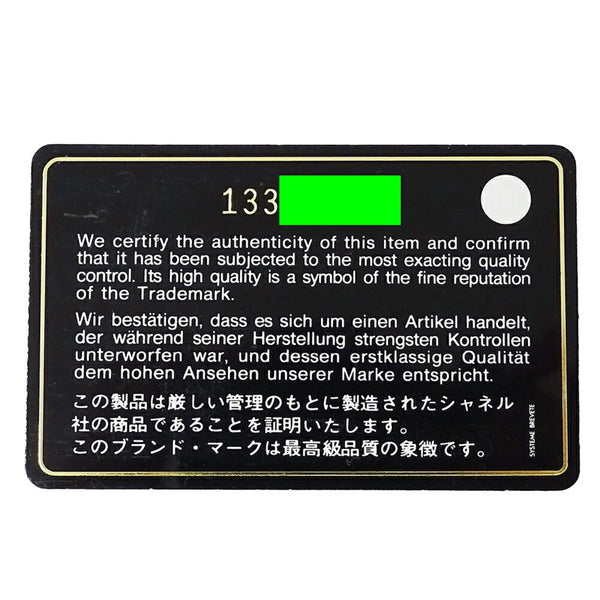 133
We certify the authenticity of this item and confirm
that it has been subjected to the most exacting quality
control. Its high quality is a symbol of the fine reputation
of the Trademark.
Wir bestätigen, dass es sich um einen Artikel handelt,
der während seiner Herstellung strengsten Kontrollen
unterworfen war, und dessen erstklassige Qualität
dem hohen Ansehen unserer Marke entspricht.
この製品は厳しい管理のもとに製造されたシャネル
社の商品であることを証明いたします。
このブランド・マークは最高級品質の象徴です。
SYSTEME BREVETE